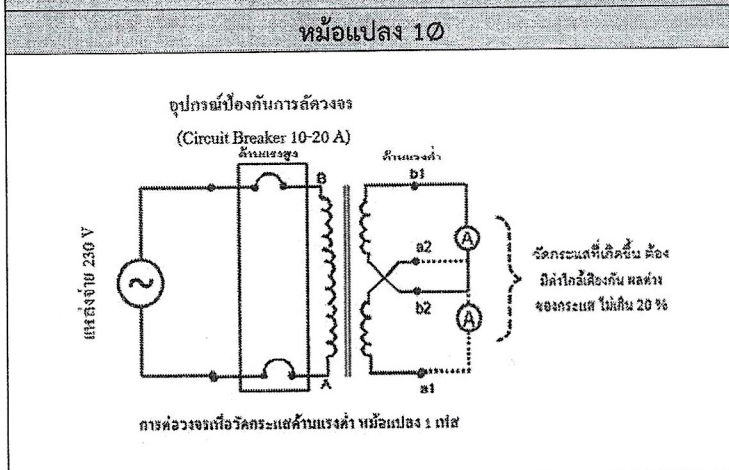 หม้อแปลง 1Ø
อุปกรณ์ป้องกันการลัดวงจร
(Circuit Breaker 10-20 A)
ด้านแรงสูง
ด้านแรงต่ำ
B
b1
A
a2
แหล่งจ่าย 230 V
~
b2
A
วัดกระแสที่เกิดขึ้น ต้อง
มีค่าใกล้เคียงกัน ผลต่าง
ของกระแส ไม่เกิน 20 %
A
a1
การต่อวงจรเพื่อวัดกระแสด้านแรงต่ำ หม้อแปลง 1 เฟส